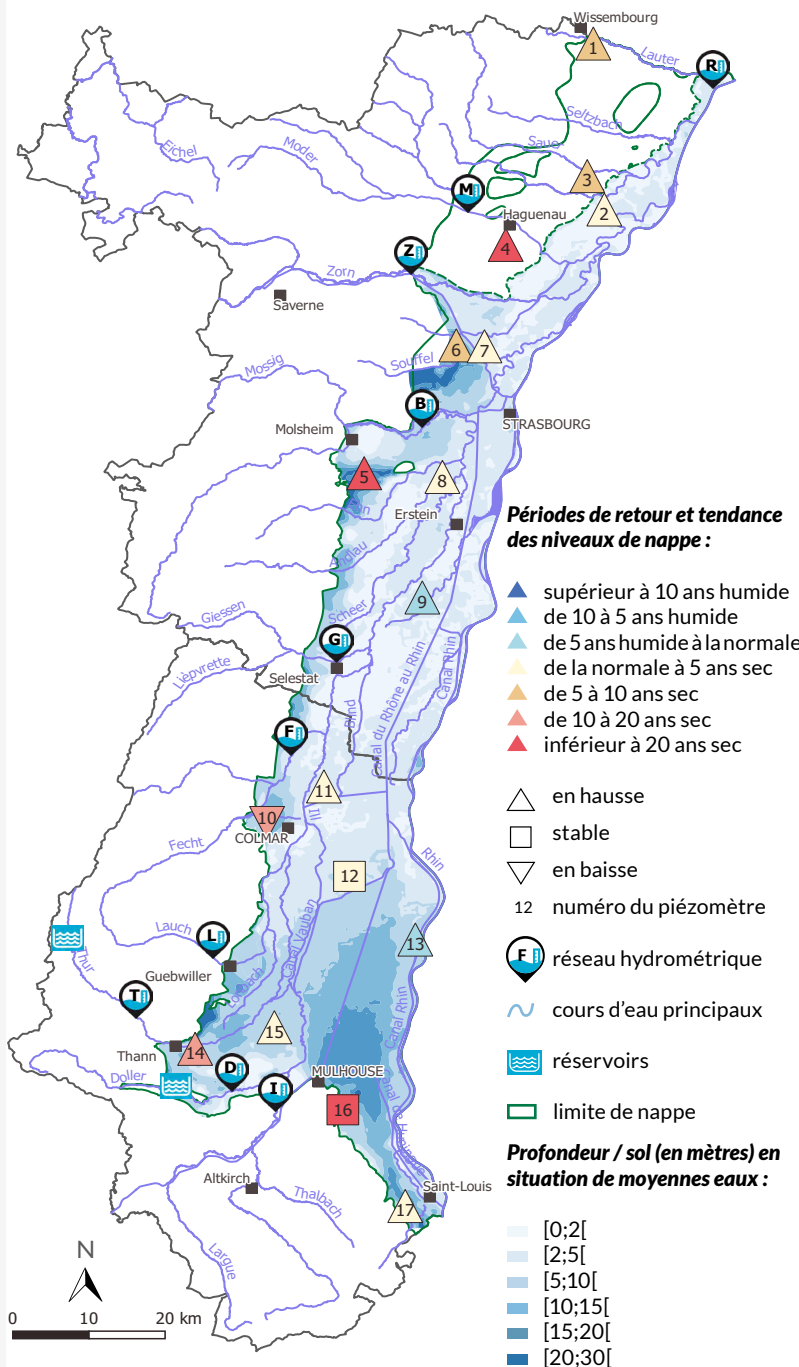 Wissembourg
1
Lauter
R
Seltzbach
Eichel
Moder
Sauer
3
M
2
Haguenau
4
Z
Zorn
Saverne
6
7
Souffel
Mossig
B
Molsheim
STRASBOURG
5
8
Erstein
Andlau
9
Scheer
Giessen
G
Canal du Rhône au Rhin
Canal Rhin
Lièpvrette
Selestat
Blind
F
11
Ill
10
COLMAR
Fecht
Rhin
12
Canal Vauban
13
Lauch
L
Thur
Guebwiller
Lohbach
Canal Rhin
T
15
14
Thann
Doller
D
MULHOUSE
I
16
Canal de Huningue
Altkirch
Thalbach
Saint-Louis
17
Largue
N
0 10 20 km
Périodes de retour et tendance
des niveaux de nappe :
supérieur à 10 ans humide
de 10 à 5 ans humide
de 5 ans humide à la normale
de la normale à 5 ans sec
de 5 à 10 ans sec
de 10 à 20 ans sec
inférieur à 20 ans sec
en hausse
stable
en baisse
12 numéro du piézomètre
F réseau hydrométrique
cours d'eau principaux
réservoirs
limite de nappe
Profondeur / sol (en mètres) en
situation de moyennes eaux :
[0;2[
[2;5[
[5;10[
[10;15[
[15;20[
[20;30[